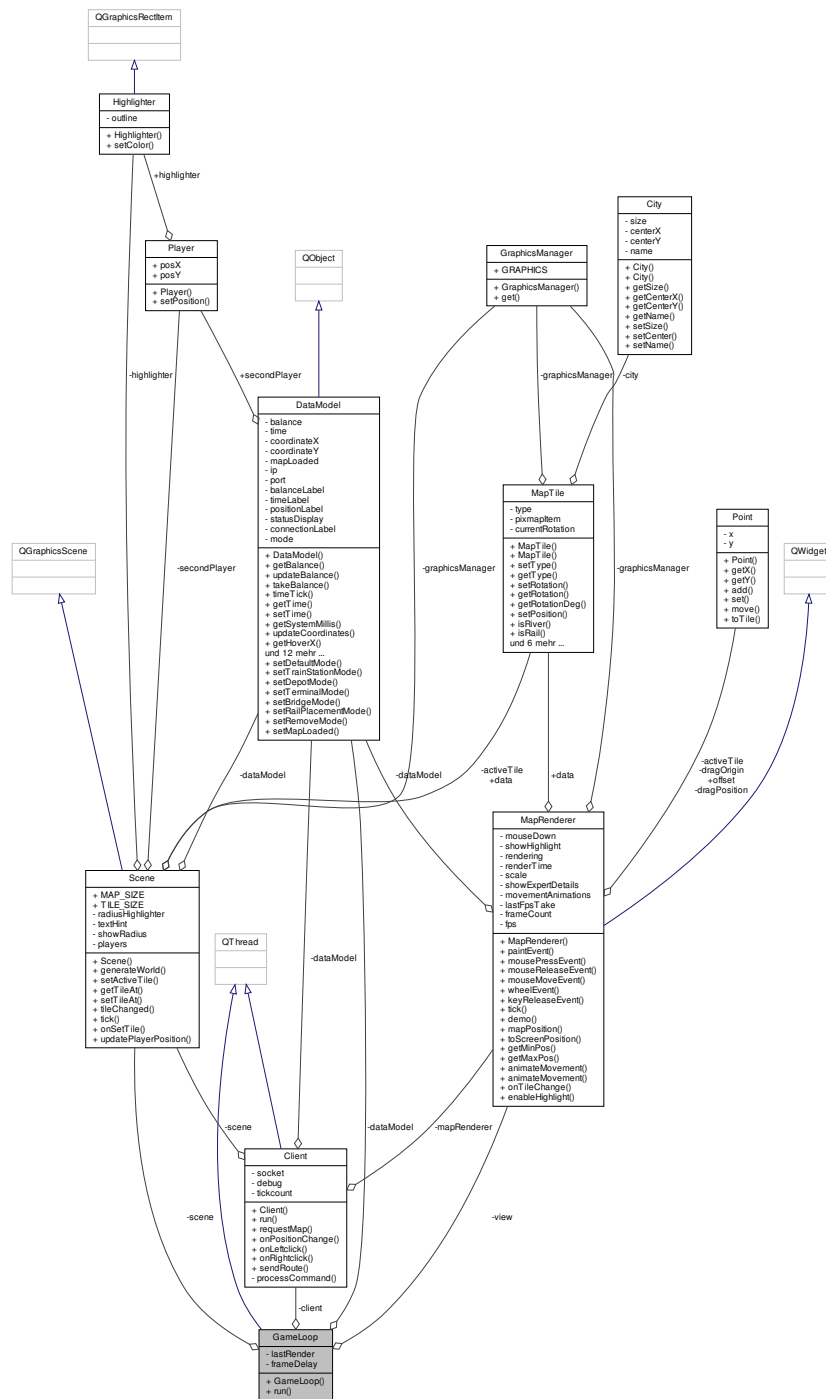 QGraphicsRectItem
Highlighter
- outline
+ Highlighter()
+ setColor()
+highlighter
City
- size
- centerX
- centerY
- name
+ City()
+ City()
+ getSize()
+ getCenterX()
+ getCenterY()
+ getName()
+ setSize()
+ setCenter()
+ setName()
Player
+ posX
+ posY
+ Player()
+ setPosition()
QObject
GraphicsManager
+ GRAPHICS
+ GraphicsManager()
+ get()
-highlighter
+secondPlayer
-graphicsManager
-city
DataModel
- balance
- time
- coordinateX
- coordinateY
- mapLoaded
- ip
- port
- balanceLabel
- timeLabel
- positionLabel
- statusDisplay
- connectionLabel
- mode
+ DataModel()
+ getBalance()
+ updateBalance()
+ takeBalance()
+ timeTick()
+ getTime()
+ setTime()
+ getSystemMillis()
+ updateCoordinates()
+ getHoverX()
und 12 mehr ...
+ setDefaultMode()
+ setTrainStationMode()
+ setDepotMode()
+ setTerminalMode()
+ setBridgeMode()
+ setRailPlacementMode()
+ setRemoveMode()
+ setMapLoaded()
MapTile
- type
- pixmapItem
- currentRotation
+ MapTile()
+ MapTile()
+ setType()
+ getType()
+ setRotation()
+ getRotation()
+ getRotationDeg()
+ setPosition()
+ isRiver()
+ isRail()
und 6 mehr ...
Point
- x
- y
+ Point()
+ getX()
+ getY()
+ add()
+ set()
+ move()
+ toTile()
QGraphicsScene
QWidget
-secondPlayer
-graphicsManager
-graphicsManager
-dataModel
-dataModel
-activeTile
+data
+data
-activeTile
-dragOrigin
+offset
-dragPosition
MapRenderer
- mouseDown
- showHighlight
- rendering
- renderTime
- scale
- showExpertDetails
- movementAnimations
- lastFpsTake
- frameCount
- fps
+ MapRenderer()
+ paintEvent()
+ mousePressEvent()
+ mouseReleaseEvent()
+ mouseMoveEvent()
+ wheelEvent()
+ keyReleaseEvent()
+ tick()
+ demo()
+ mapPosition()
+ toScreenPosition()
+ getMinPos()
+ getMaxPos()
+ animateMovement()
+ animateMovement()
+ onTileChange()
+ enableHighlight()
Scene
+ MAP_SIZE
+ TILE_SIZE
- radiusHighlighter
- textHint
- showRadius
- players
+ Scene()
+ generateWorld()
+ setActiveTile()
+ getTileAt()
+ setTileAt()
+ tileChanged()
+ tick()
+ onSetTile()
+ updatePlayerPosition()
QThread
-dataModel
-scene
-dataModel
-mapRenderer
Client
- socket
- debug
- tickcount
+ Client()
+ run()
+ requestMap()
+ onPositionChange()
+ onLeftclick()
+ onRightclick()
+ sendRoute()
- processCommand()
-scene
-view
-client
GameLoop
- lastRender
- frameDelay
+ GameLoop()
+ run()